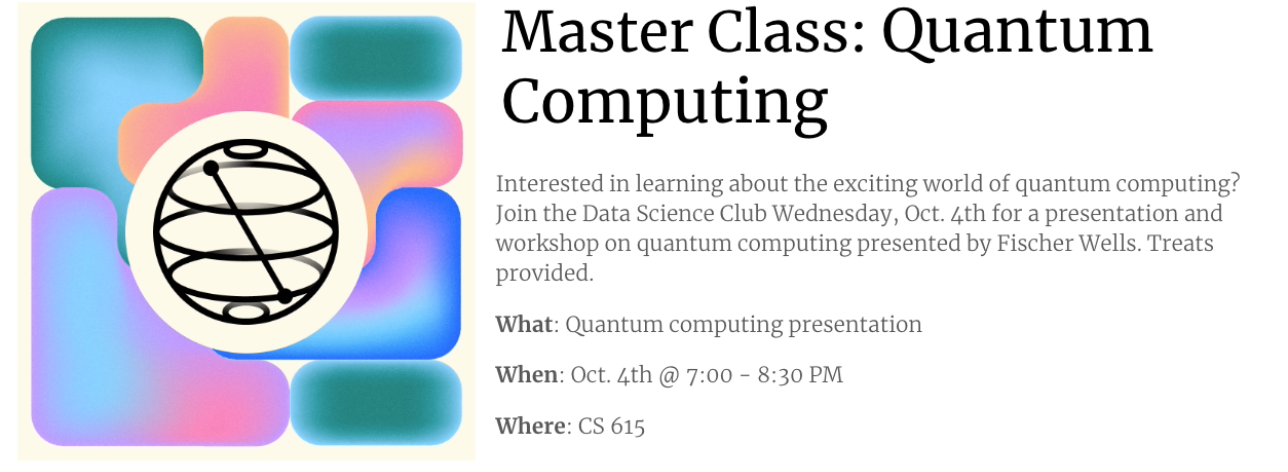 Master Class: Quantum
Computing
Interested in learning about the exciting world of quantum computing?
Join the Data Science Club Wednesday, Oct. 4th for a presentation and
workshop on quantum computing presented by Fischer Wells. Treats
provided.
What: Quantum computing presentation
When: Oct. 4th @ 7:00 - 8:30 PM
Where: CS 615